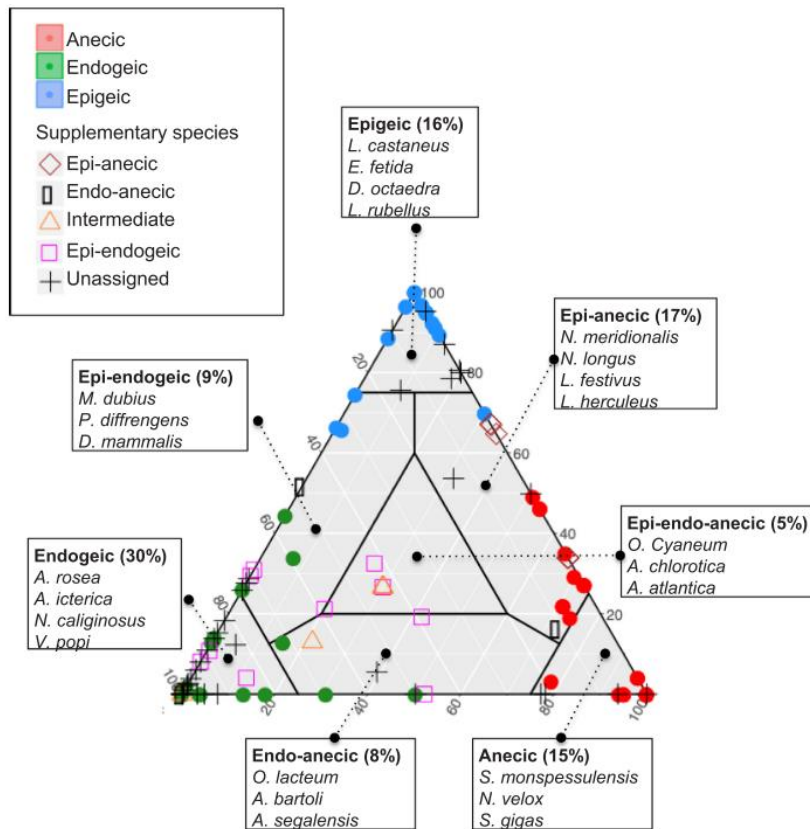 Anecic
Endogeic
Epigeic
Supplementary species
Epi-anecic
Endo-anecic
Intermediate
Epi-endogeic
Unassigned
Epigeic (16%)
L. castaneus
E. fetida
D. octaedra
L. rubellus
Epi-anecic (17%)
N. meridionalis
N. longus
L. festivus
L. herculeus
Epi-endogeic (9%)
M. dubius
P. diffrengens
D. mammalis
Epi-endo-anecic (5%)
O. Cyaneum
A. chlorotica
A. atlantica
Endogeic (30%)
A. rosea
A. icterica
N. caliginosus
V. popi
Endo-anecic (8%)
O. lacteum
A. bartoli
A. segalensis
Anecic (15%)
S. monspessulensis
N. velox
S. gigas
100
80
60
40
20
20
40
60
80
100
20
40
60
80
100